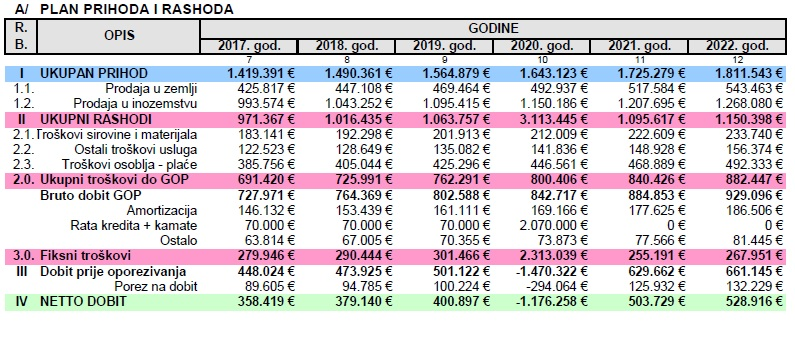 A/ PLAN PRIHODA I RASHODA
R. B. OPIS GODINE
2017. god. 2018. god. 2019. god. 2020. god. 2021. god. 2022. god.
7 8 9 10 11 12
I UKUPAN PRIHOD 1.419.391 € 1.490.361 € 1.564.879 € 1.643.123 € 1.725.279 € 1.811.543 €
1.1. Prodaja u zemlji 425.817 € 447.108 € 469.464 € 492.937 € 517.584 € 543.463 €
1.2. Prodaja u inozemstvu 993.574 € 1.043.252 € 1.095.415 € 1.150.186 € 1.207.695 € 1.268.080 €
II UKUPNI RASHODI 971.367 € 1.016.435 € 1.063.757 € 3.113.445 € 1.095.617 € 1.150.398 €
2.1. Troškovi sirovine i materijala 183.141 € 192.298 € 201.913 € 212.009 € 222.609 € 233.740 €
2.2. Ostali troškovi usluga 122.523 € 128.649 € 135.082 € 141.836 € 148.928 € 156.374 €
2.3. Troškovi osoblja - plaće 385.756 € 405.044 € 425.296 € 446.561 € 468.889 € 492.333 €
2.0. Ukupni troškovi do GOP 691.420 € 725.991 € 762.291 € 800.406 € 840.426 € 882.447 €
Bruto dobit GOP 727.971 € 764.369 € 802.588 € 842.717 € 884.853 € 929.096 €
Amortizacija 146.132 € 153.439 € 161.111 € 169.166 € 177.625 € 186.506 €
Rata kredita + kamate 70.000 € 70.000 € 70.000 € 2.070.000 € 0 € 0 €
Ostalo 63.814 € 67.005 € 70.355 € 73.873 € 77.566 € 81.445 €
3.0. Fiksni troškovi 279.946 € 290.444 € 301.466 € 2.313.039 € 255.191 € 267.951 €
III Dobit prije oporezivanja 448.024 € 473.925 € 501.122 € -1.470.322 € 629.662 € 661.145 €
Porez na dobit 89.605 € 94.785 € 100.224 € -294.064 € 125.932 € 132.229 €
IV NETTO DOBIT 358.419 € 379.140 € 400.897 € -1.176.258 € 503.729 € 528.916 €